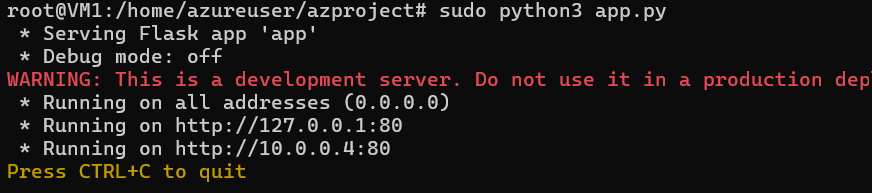 root@VM1:/home/azureuser/azproject# sudo python3 app.py
* Serving Flask app 'app'
* Debug mode: off
WARNING: This is a development server. Do not use it in a production dep
* Running on all addresses (0.0.0.0)
* Running on http://127.0.0.1:80
* Running on http://10.0.0.4:80
Press CTRL+C to quit